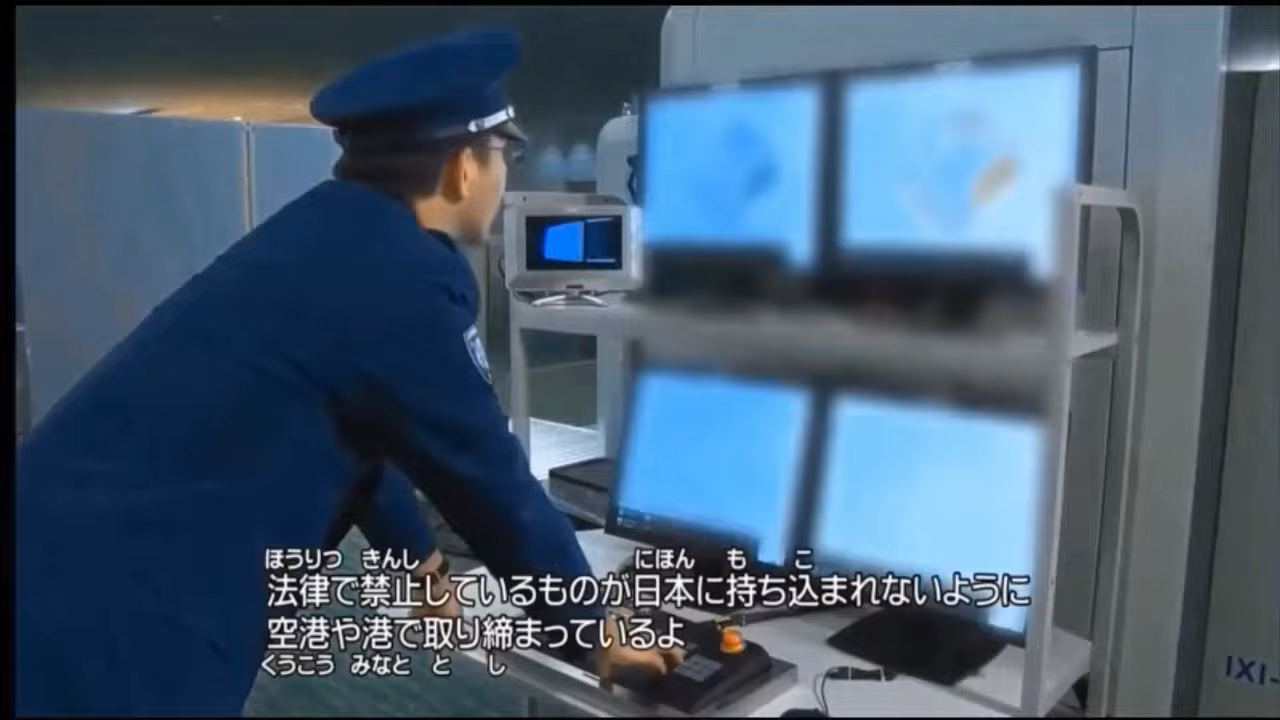 ほうりつ きんし にほん も こ
法律で禁止しているものが日本に持ち込まれないように
空港や港で取り締まっているよ
くうこう みなと と し
IXI-